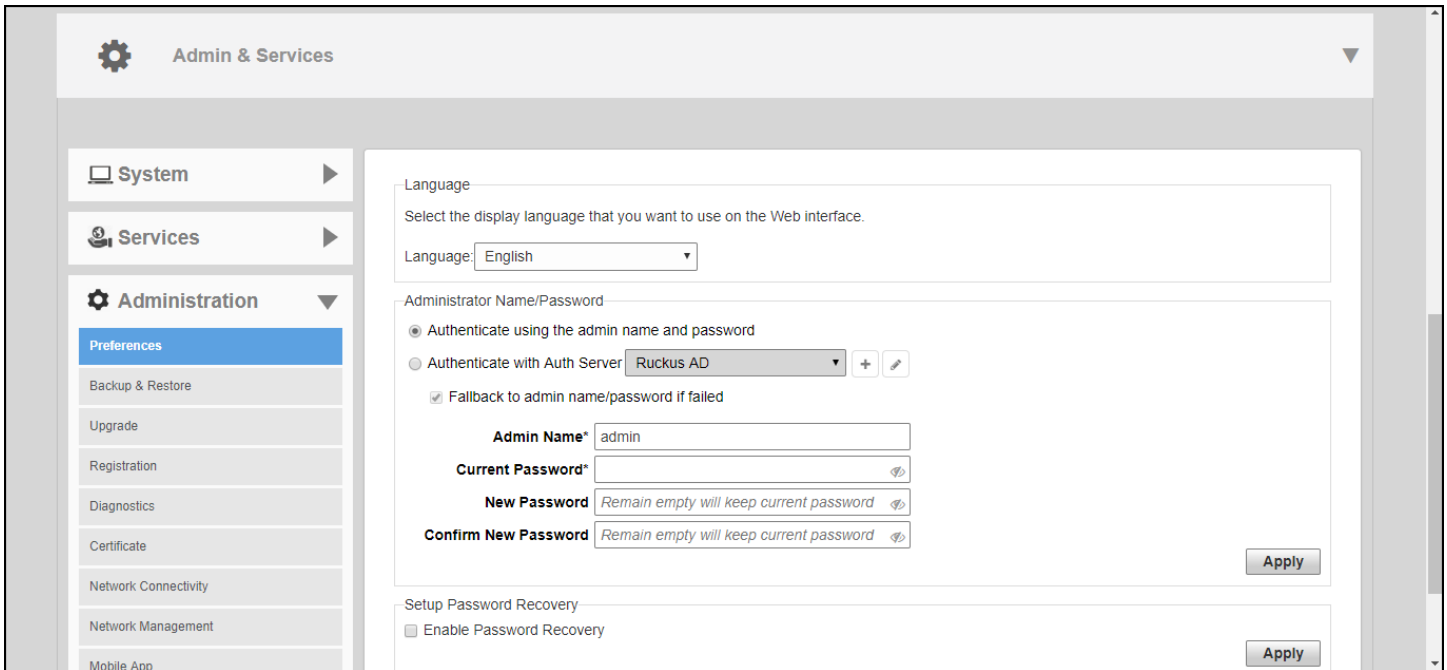 Admin & Services
System
Services
Administration
Preferences
Backup & Restore
Upgrade
Registration
Diagnostics
Certificate
Network Connectivity
Network Management
Mobile App
Language
Select the display language that you want to use on the Web interface.
Language: English
Administrator Name/Password
Authenticate using the admin name and password
Authenticate with Auth Server Ruckus AD
Fallback to admin name/password if failed
Admin Name* admin
Current Password*
New Password Remain empty will keep current password
Confirm New Password Remain empty will keep current password
Apply
Setup Password Recovery
Enable Password Recovery
Apply